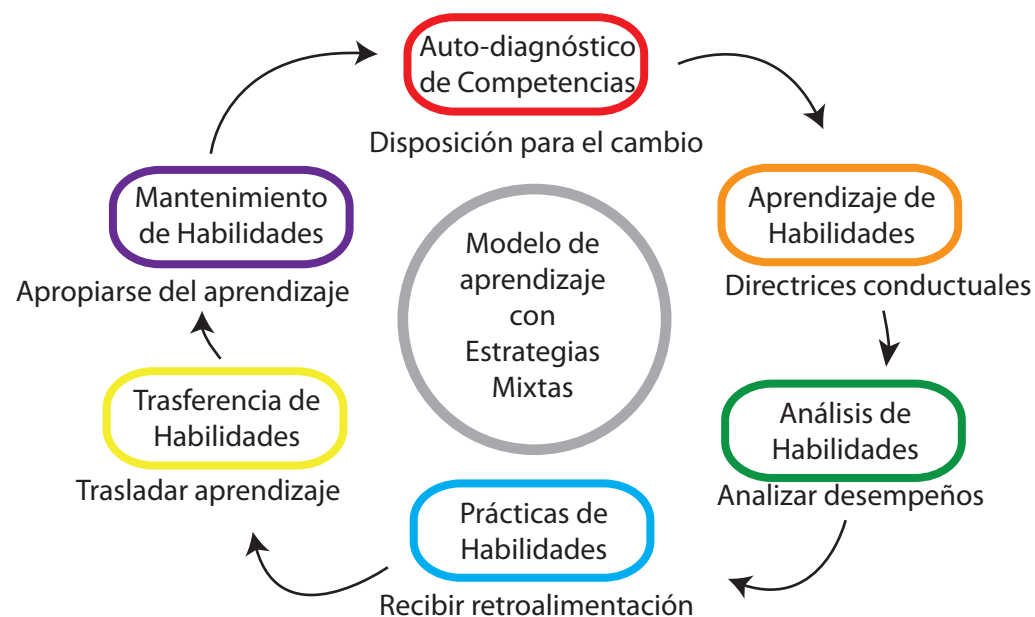 Auto-diagnóstico
de Competencias
Disposición para el cambio
Aprendizaje de
Habilidades
Directrices conductuales
Análisis de
Habilidades
Analizar desempeños
Prácticas de
Habilidades
Recibir retroalimentación
Trasferencia de
Habilidades
Trasladar aprendizaje
Mantenimiento
de Habilidades
Apropiarse del aprendizaje
Modelo de
aprendizaje
con
Estrategias
Mixtas